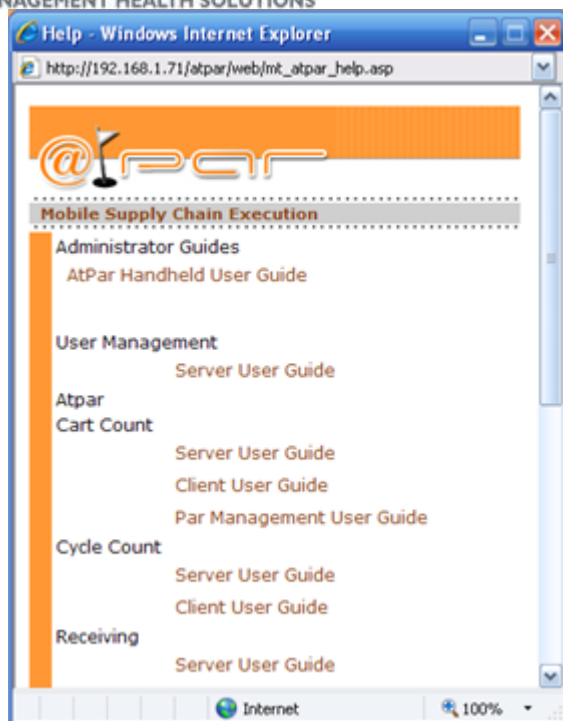 NAGEMENT HEALTH SOLUTIONS
Help - Windows Internet Explorer
http://192.168.1.71/atpar/web/mt_atpar_help.asp
@par
Mobile Supply Chain Execution
Administrator Guides
AtPar Handheld User Guide
User Management
Server User Guide
Atpar
Cart Count
Server User Guide
Client User Guide
Par Management User Guide
Cycle Count
Server User Guide
Client User Guide
Receiving
Server User Guide
Internet 100%